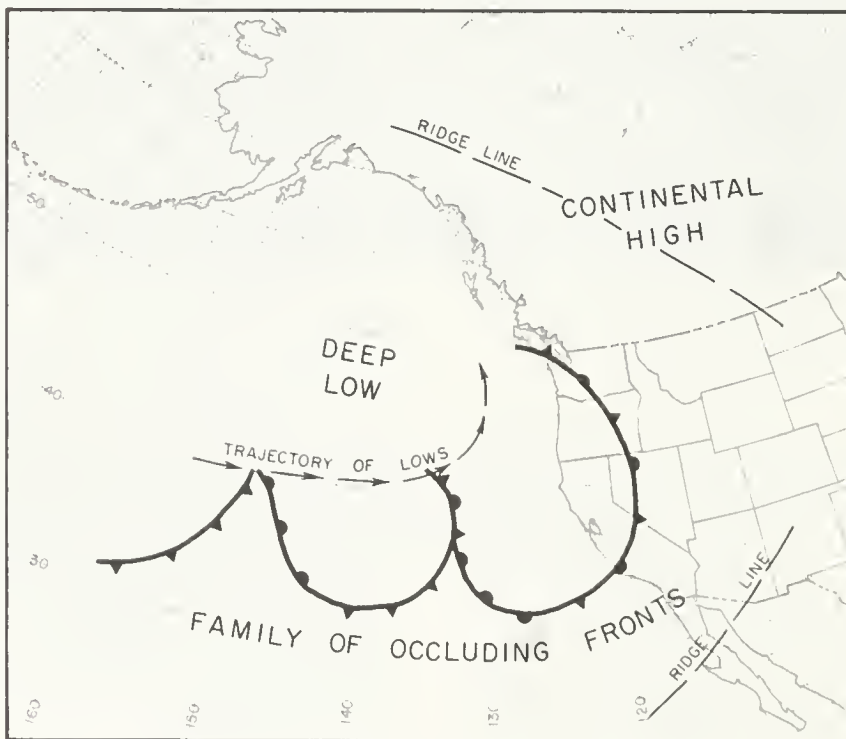 RIDGE LINE
CONTINENTAL
HIGH
50
DEEP
LOW
40
TRAJECTORY OF LOWS
30
FAMILY OF OCCLUDING FRONTS
RIDGE LINE
160
150
140
130
120